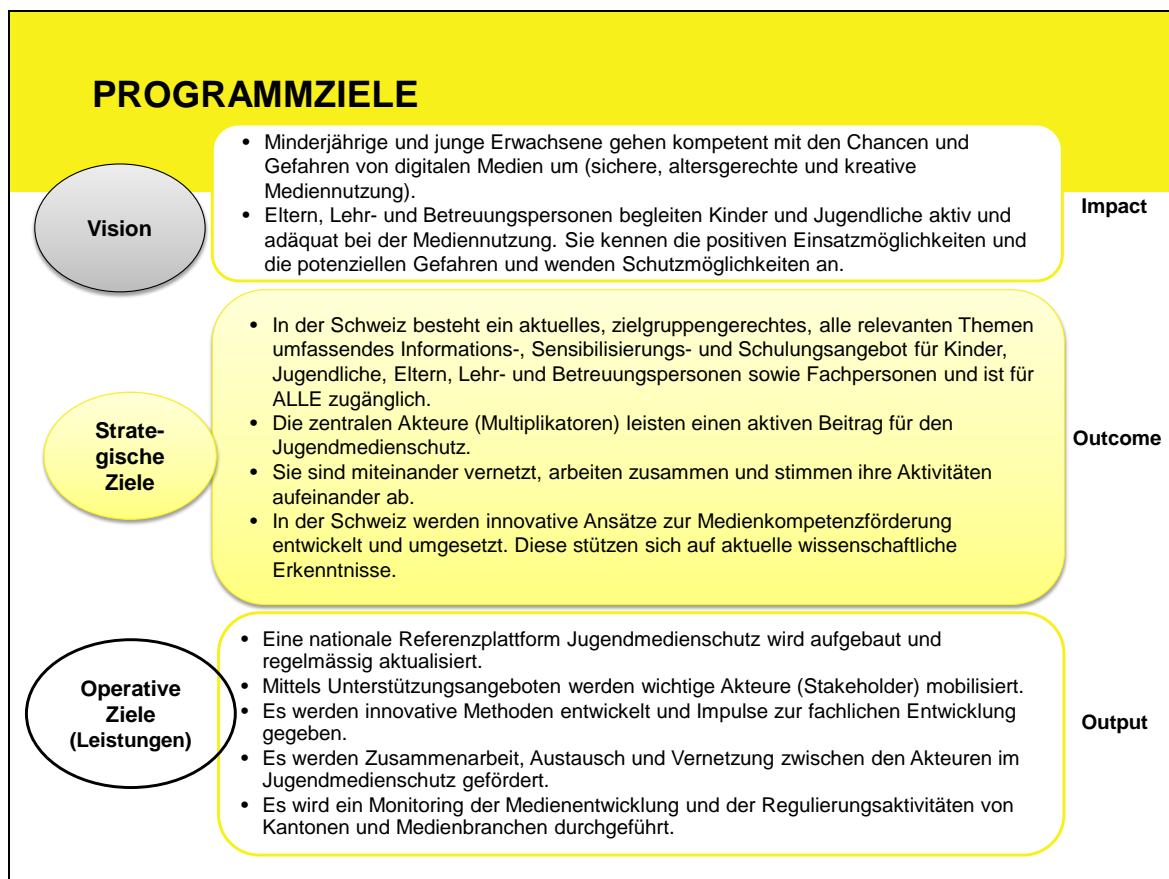 PROGRAMMZIELE
Vision
• Minderjährige und junge Erwachsene gehen kompetent mit den Chancen und
Gefahren von digitalen Medien um (sichere, altersgerechte und kreative
Mediennutzung).
• Eltern, Lehr- und Betreuungspersonen begleiten Kinder und Jugendliche aktiv und
adäquat bei der Mediennutzung. Sie kennen die positiven Einsatzmöglichkeiten und
die potenziellen Gefahren und wenden Schutzmöglichkeiten an.
Impact
Strate-
gische
Ziele
• In der Schweiz besteht ein aktuelles, zielgruppengerechtes, alle relevanten Themen
umfassendes Informations-, Sensibilisierungs- und Schulungsangebot für Kinder,
Jugendliche, Eltern, Lehr- und Betreuungspersonen sowie Fachpersonen und ist für
ALLE zugänglich.
• Die zentralen Akteure (Multiplikatoren) leisten einen aktiven Beitrag für den
Jugendmedienschutz.
• Sie sind miteinander vernetzt, arbeiten zusammen und stimmen ihre Aktivitäten
aufeinander ab.
• In der Schweiz werden innovative Ansätze zur Medienkompetenzförderung
entwickelt und umgesetzt. Diese stützen sich auf aktuelle wissenschaftliche
Erkenntnisse.
Outcome
Operative
Ziele
(Leistungen)
• Eine nationale Referenzplattform Jugendmedienschutz wird aufgebaut und
regelmässig aktualisiert.
• Mittels Unterstützungsangeboten werden wichtige Akteure (Stakeholder) mobilisiert.
• Es werden innovative Methoden entwickelt und Impulse zur fachlichen Entwicklung
gegeben.
• Es werden Zusammenarbeit, Austausch und Vernetzung zwischen den Akteuren im
Jugendmedienschutz gefördert.
• Es wird ein Monitoring der Medienentwicklung und der Regulierungsaktivitäten von
Kantonen und Medienbranchen durchgeführt.
Output